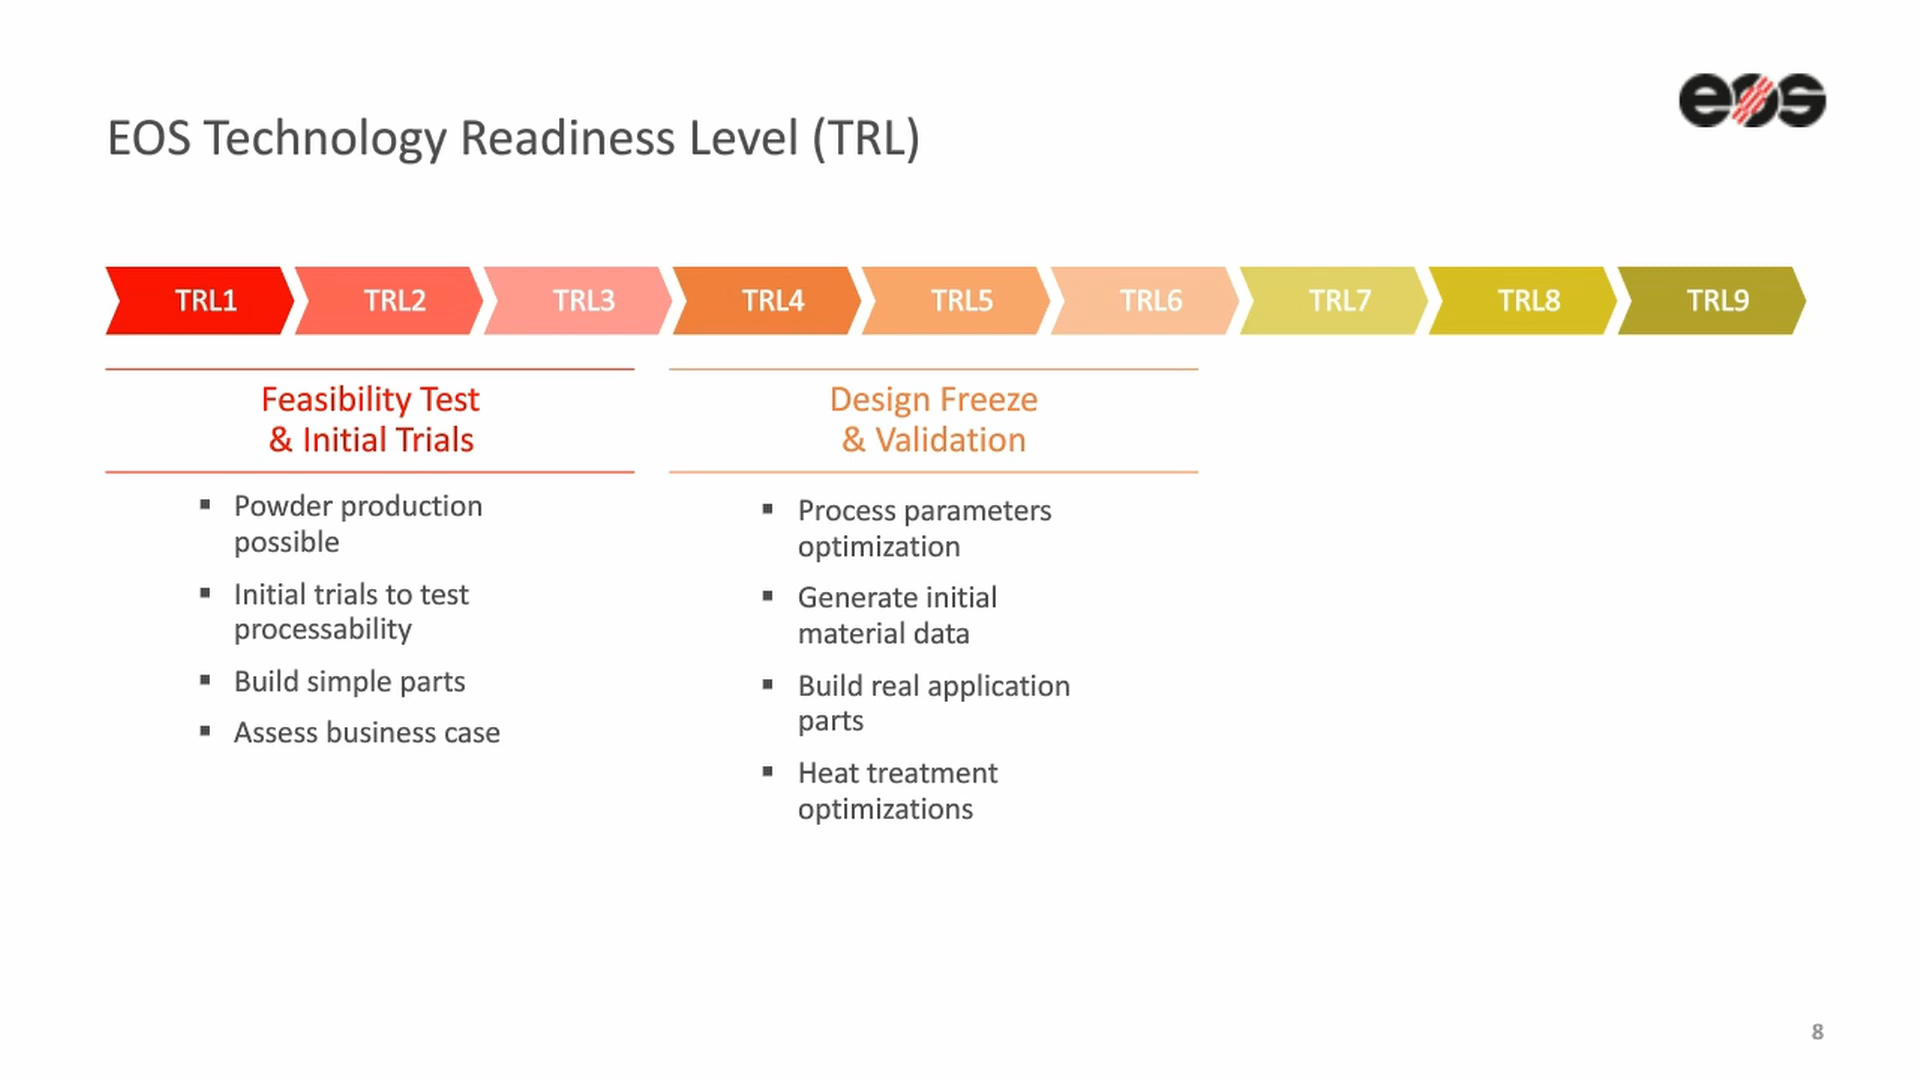 eos
EOS Technology Readiness Level (TRL)
TRL1 TRL2 TRL3 TRL4 TRL5 TRL6 TRL7 TRL8 TRL9
Feasibility Test
& Initial Trials
▪ Powder production
possible
▪ Initial trials to test
processability
▪ Build simple parts
▪ Assess business case
Design Freeze
& Validation
▪ Process parameters
optimization
▪ Generate initial
material data
▪ Build real application
parts
▪ Heat treatment
optimizations
8